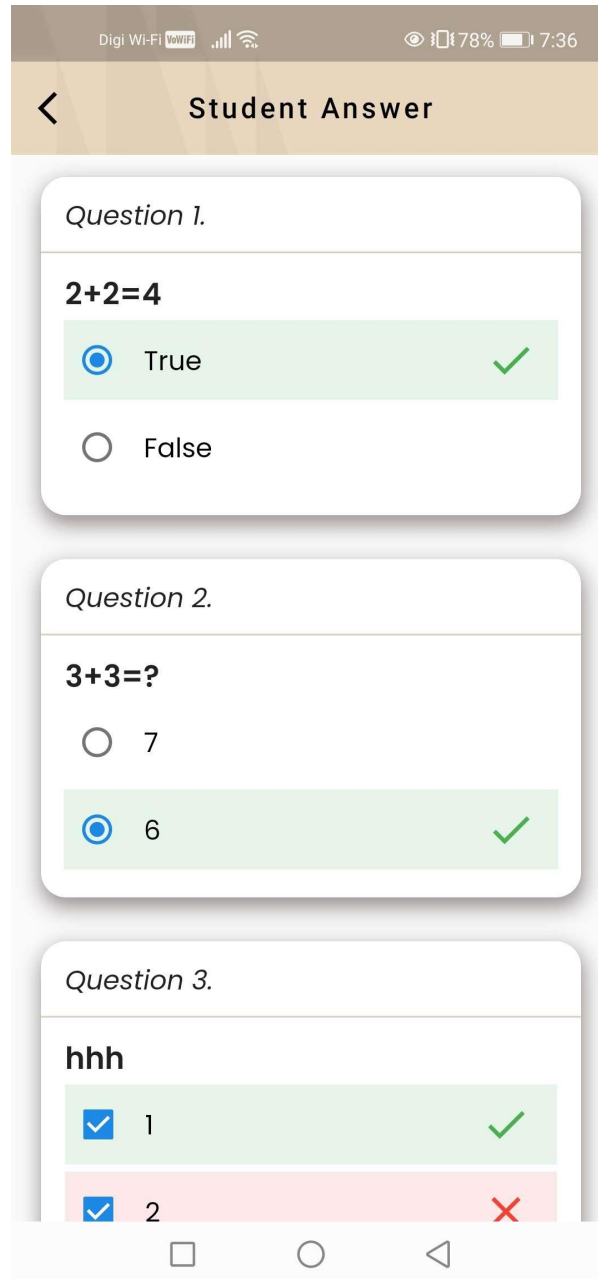 Digi Wi-Fi VoWiFi 78% 7:36
Student Answer
Question 1.
2+2=4
True
False
Question 2.
3+3=?
7
6
Question 3.
hhh
1
2